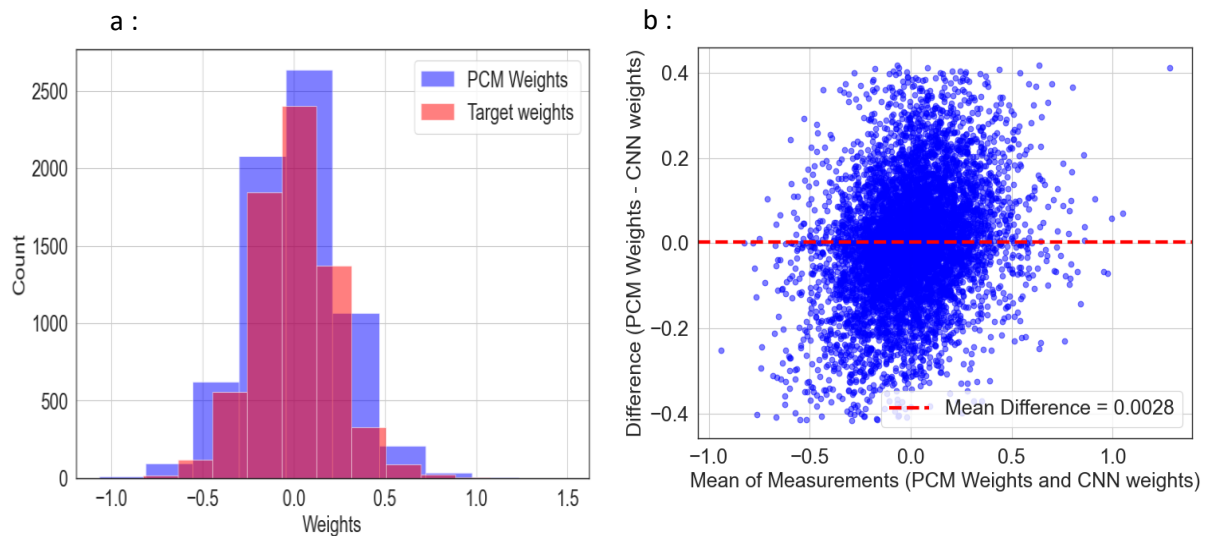 a :
PCM Weights
Target weights
2500
2000
1500
1000
500
0
Count
−1.0
−0.5
0.0
0.5
1.0
1.5
Weights
b :
0.4
0.2
0.0
−0.2
−0.4
Difference (PCM Weights - CNN weights)
Mean Difference = 0.0028
−1.0
−0.5
0.0
0.5
1.0
Mean of Measurements (PCM Weights and CNN weights)